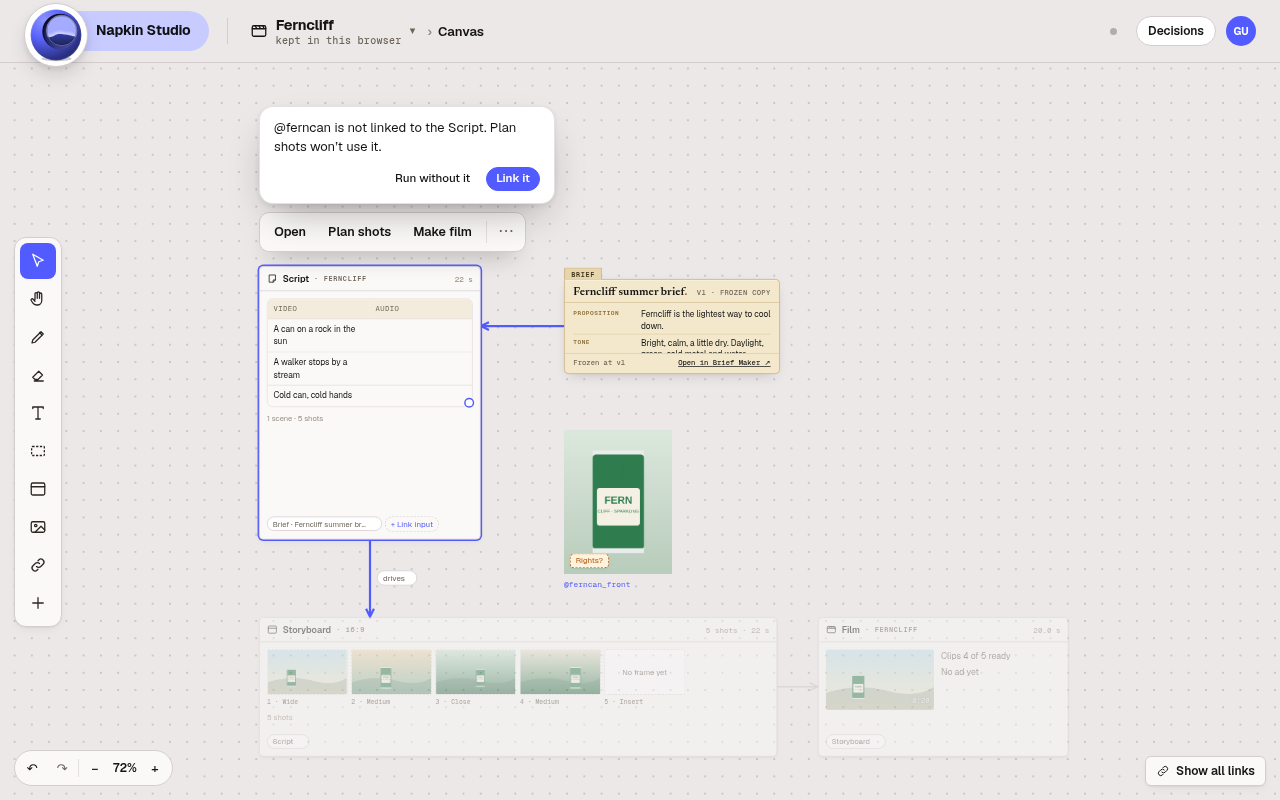 Napkin Studio
Ferncliff
kept in this browser
▾
› Canvas
Decisions
GU
@ferncan is not linked to the Script. Plan
shots won't use it.
Run without it
Link it
Open
Plan shots
Make film
···
Script · FERNCLIFF
22 s
VIDEO
AUDIO
A can on a rock in the
sun
A walker stops by a
stream
Cold can, cold hands
1 scene · 5 shots
Brief · Ferncliff summer br…
+ Link input
BRIEF
Ferncliff summer brief.
V1 · FROZEN COPY
PROPOSITION
Ferncliff is the lightest way to cool
down.
TONE
Bright, calm, a little dry. Daylight,
Frozen at v1
Open in Brief Maker ↗
FERN
Rights?
@ferncan_front
drives
Storyboard · 16:9
5 shots · 22 s
No frame yet
1 · Wide
2 · Medium
3 · Close
4 · Medium
5 · Insert
5 shots
Script
Film · FERNCLIFF
20.0 s
Clips 4 of 5 ready
No ad yet
Storyboard
72%
Show all links